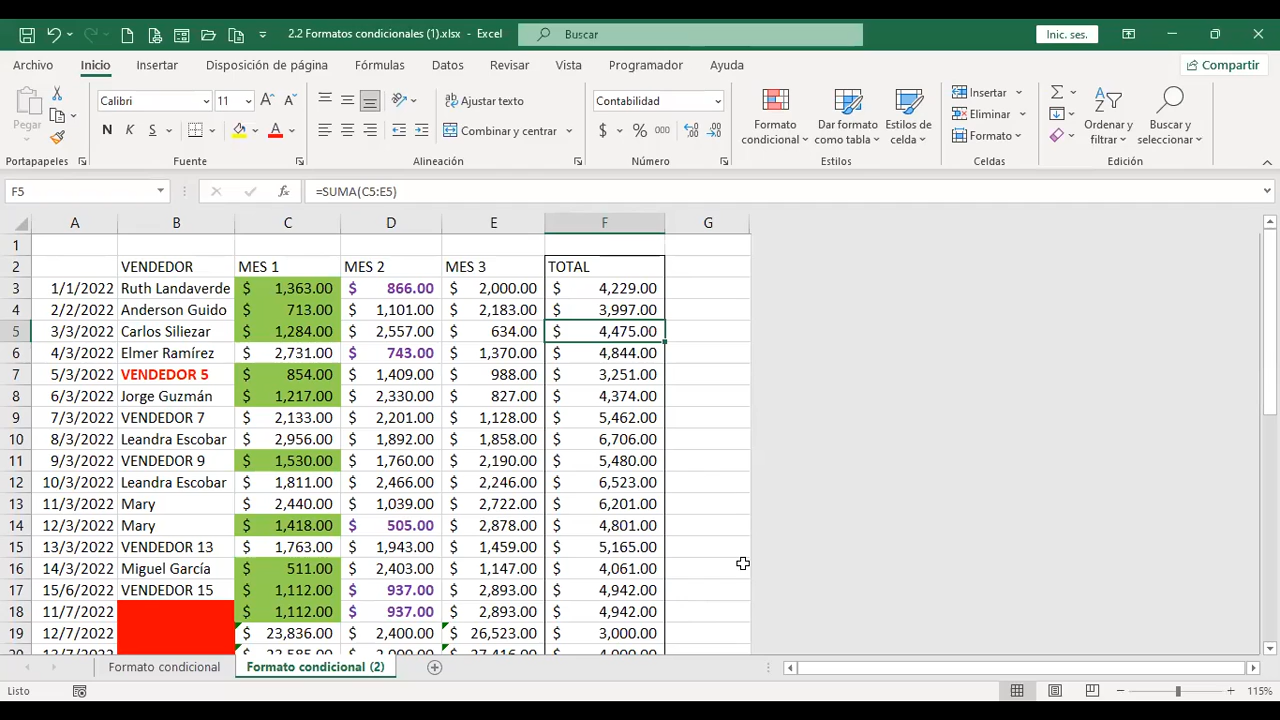 2.2 Formatos condicionales (1).xlsx - Excel
Buscar
Inic. ses.
Archivo Inicio Insertar Disposición de página Fórmulas Datos Revisar Vista Programador Ayuda Compartir
Pegar
Calibri 11
N K S
Ajustar texto
Combinar y centrar
Contabilidad
$ % 000
Formato condicional
Dar formato como tabla
Estilos de celda
Insertar
Eliminar
Formato
Ordenar y filtrar
Buscar y seleccionar
Portapapeles Fuente Alineación Número Estilos Celdas Edición
F5 =SUMA(C5:E5)
A B C D E F G
1
2 VENDEDOR MES 1 MES 2 MES 3 TOTAL
3 1/1/2022 Ruth Landaverde $ 1,363.00 $ 866.00 $ 2,000.00 $ 4,229.00
4 2/2/2022 Anderson Guido $ 713.00 $ 1,101.00 $ 2,183.00 $ 3,997.00
5 3/3/2022 Carlos Siliezar $ 1,284.00 $ 2,557.00 $ 634.00 $ 4,475.00
6 4/3/2022 Elmer Ramírez $ 2,731.00 $ 743.00 $ 1,370.00 $ 4,844.00
7 5/3/2022 VENDEDOR 5 $ 854.00 $ 1,409.00 $ 988.00 $ 3,251.00
8 6/3/2022 Jorge Guzmán $ 1,217.00 $ 2,330.00 $ 827.00 $ 4,374.00
9 7/3/2022 VENDEDOR 7 $ 2,133.00 $ 2,201.00 $ 1,128.00 $ 5,462.00
10 8/3/2022 Leandra Escobar $ 2,956.00 $ 1,892.00 $ 1,858.00 $ 6,706.00
11 9/3/2022 VENDEDOR 9 $ 1,530.00 $ 1,760.00 $ 2,190.00 $ 5,480.00
12 10/3/2022 Leandra Escobar $ 1,811.00 $ 2,466.00 $ 2,246.00 $ 6,523.00
13 11/3/2022 Mary $ 2,440.00 $ 1,039.00 $ 2,722.00 $ 6,201.00
14 12/3/2022 Mary $ 1,418.00 $ 505.00 $ 2,878.00 $ 4,801.00
15 13/3/2022 VENDEDOR 13 $ 1,763.00 $ 1,943.00 $ 1,459.00 $ 5,165.00
16 14/3/2022 Miguel García $ 511.00 $ 2,403.00 $ 1,147.00 $ 4,061.00
17 15/6/2022 VENDEDOR 15 $ 1,112.00 $ 937.00 $ 2,893.00 $ 4,942.00
18 11/7/2022 $ 1,112.00 $ 937.00 $ 2,893.00 $ 4,942.00
19 12/7/2022 $ 23,836.00 $ 2,400.00 $ 26,523.00 $ 3,000.00
Formato condicional Formato condicional (2)
Listo 115%